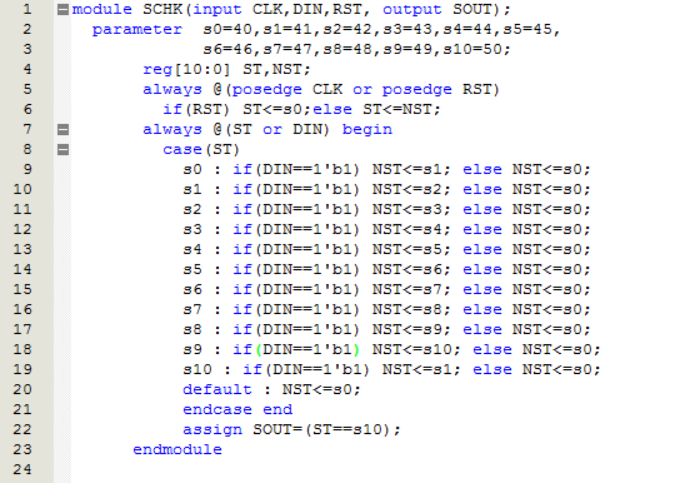 1 module SCHK(input CLK,DIN,RST, output SOUT);
2 parameter s0=40,s1=41,s2=42,s3=43,s4=44,s5=45,
3 s6=46,s7=47,s8=48,s9=49,s10=50;
4 reg[10:0] ST,NST;
5 always @(posedge CLK or posedge RST)
6 if(RST) ST<=s0;else ST<=NST;
7 always @(ST or DIN) begin
8 case(ST)
9 s0 : if(DIN==1'b1) NST<=s1; else NST<=s0;
10 s1 : if(DIN==1'b1) NST<=s2; else NST<=s0;
11 s2 : if(DIN==1'b1) NST<=s3; else NST<=s0;
12 s3 : if(DIN==1'b1) NST<=s4; else NST<=s0;
13 s4 : if(DIN==1'b1) NST<=s5; else NST<=s0;
14 s5 : if(DIN==1'b1) NST<=s6; else NST<=s0;
15 s6 : if(DIN==1'b1) NST<=s7; else NST<=s0;
16 s7 : if(DIN==1'b1) NST<=s8; else NST<=s0;
17 s8 : if(DIN==1'b1) NST<=s9; else NST<=s0;
18 s9 : if(DIN==1'b1) NST<=s10; else NST<=s0;
19 s10 : if(DIN==1'b1) NST<=s1; else NST<=s0;
20 default : NST<=s0;
21 endcase end
22 assign SOUT=(ST==s10);
23 endmodule
24